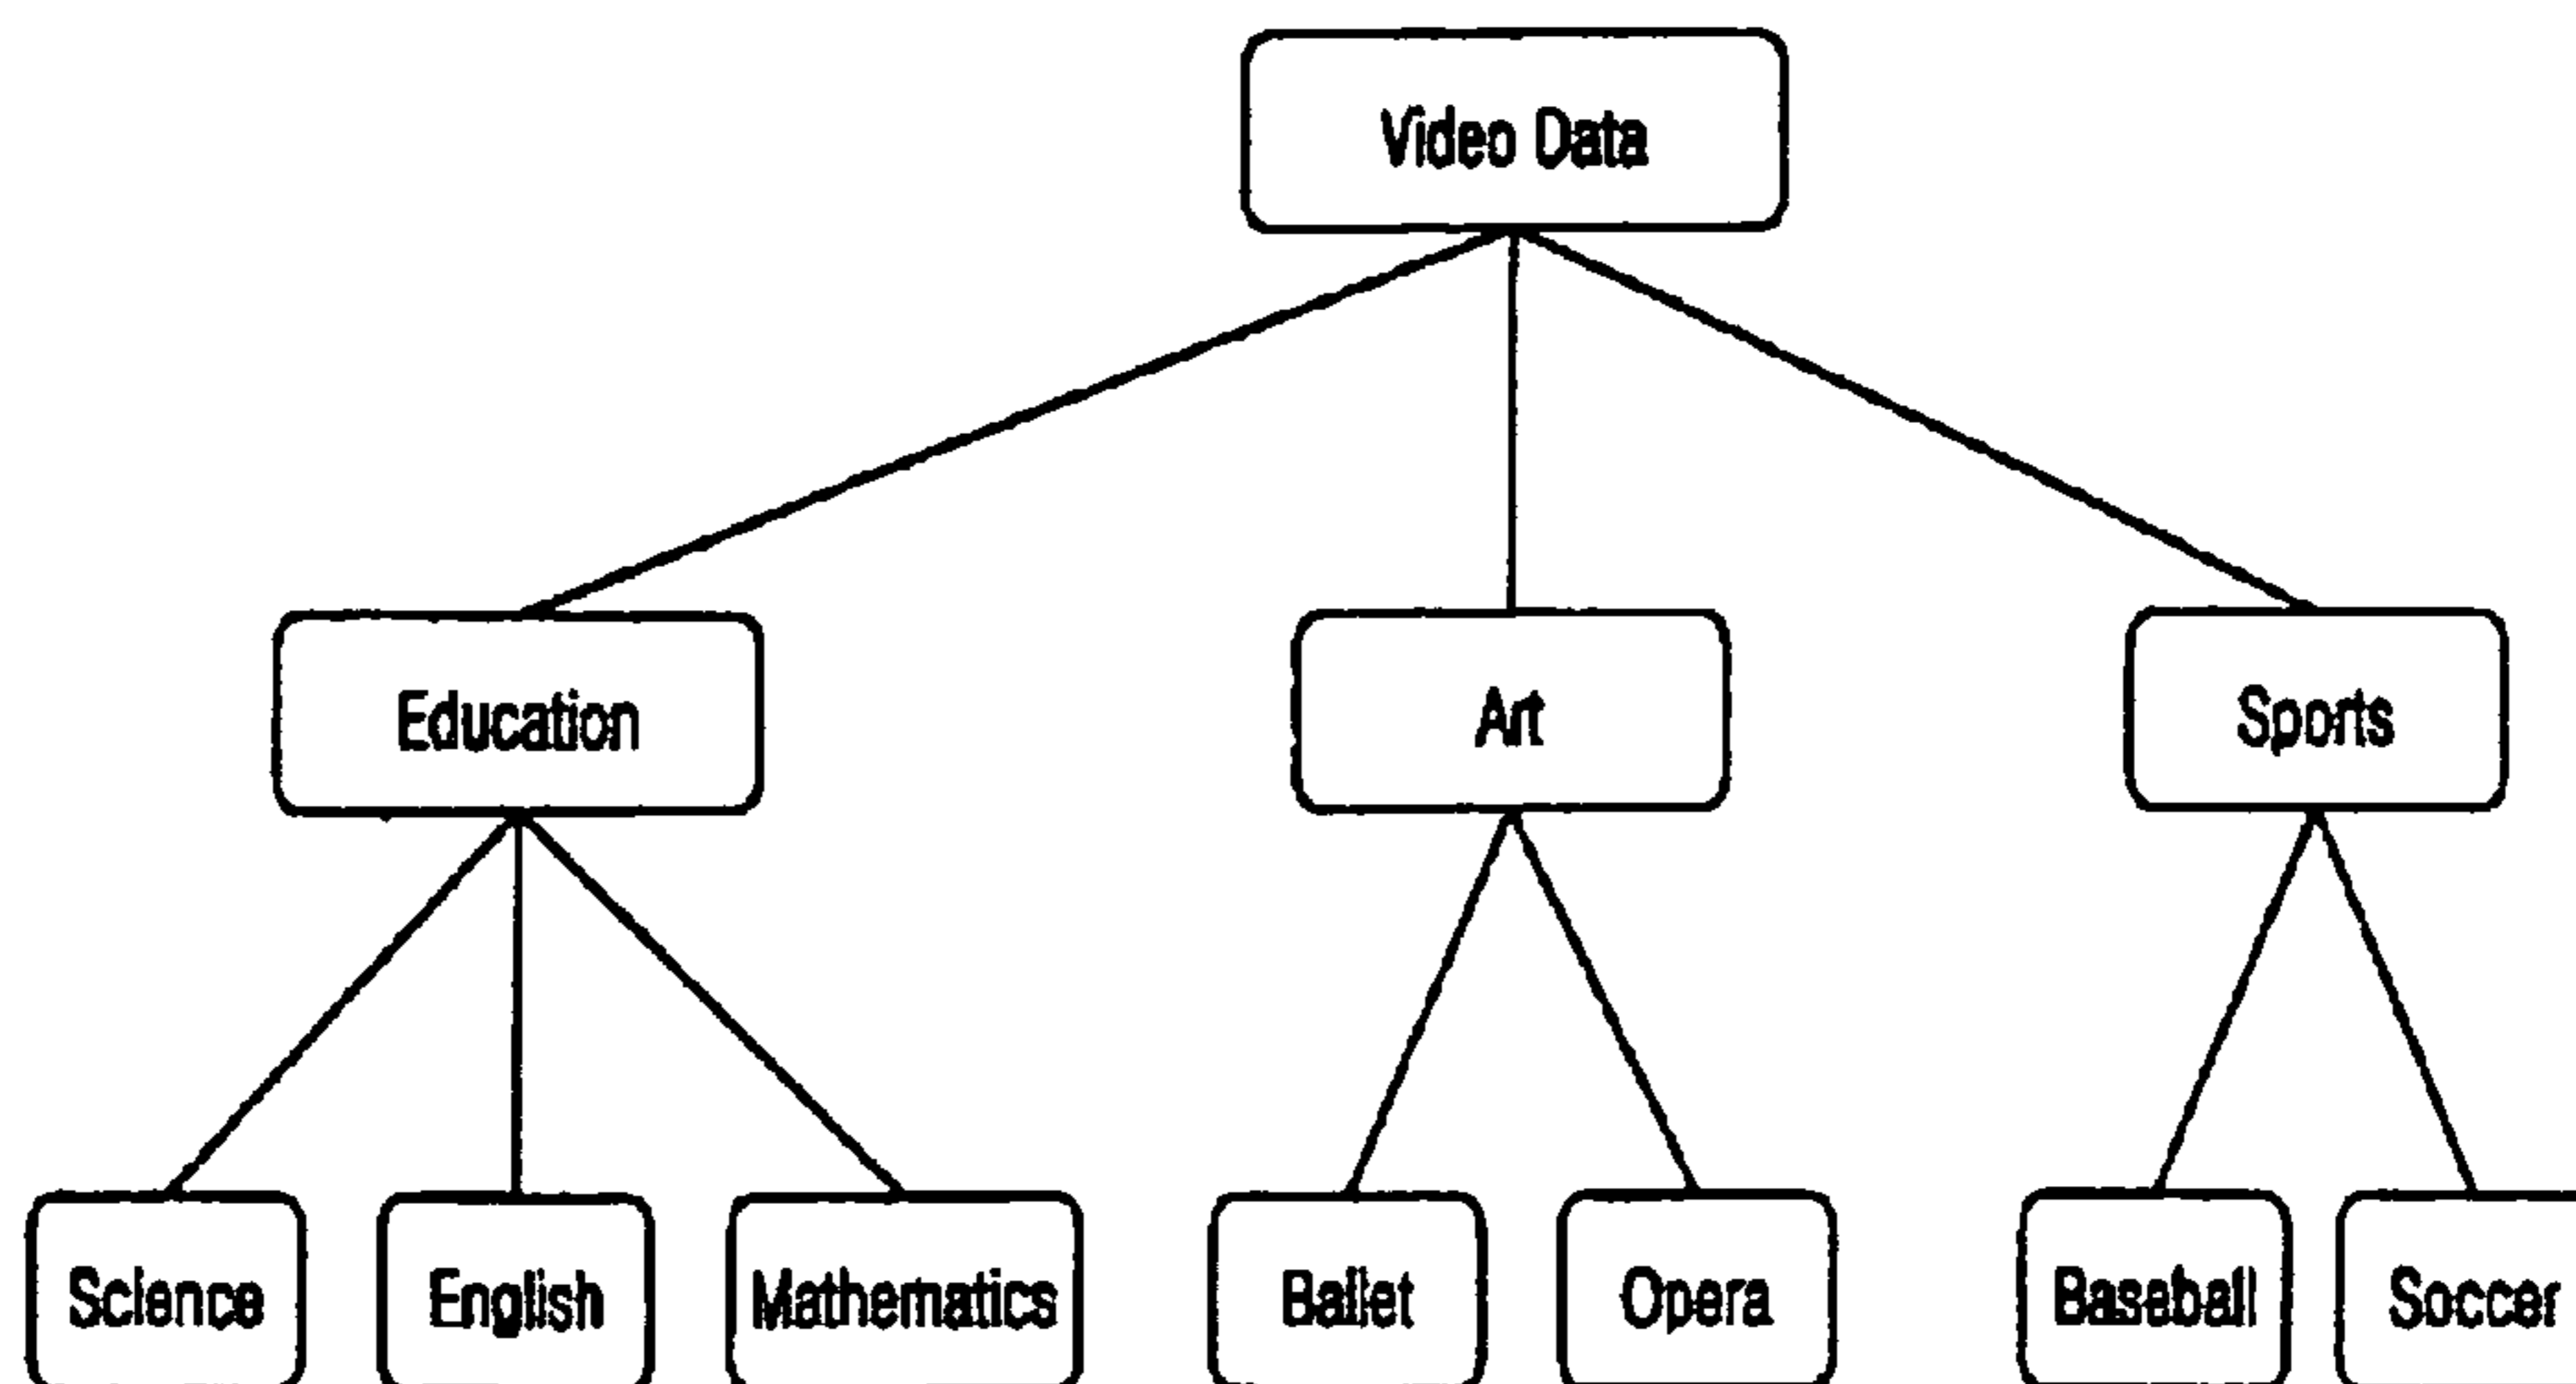 Video Data
Education
Art
Sports
Science
English
Mathematics
Ballet
Opera
Baseball
Soccer